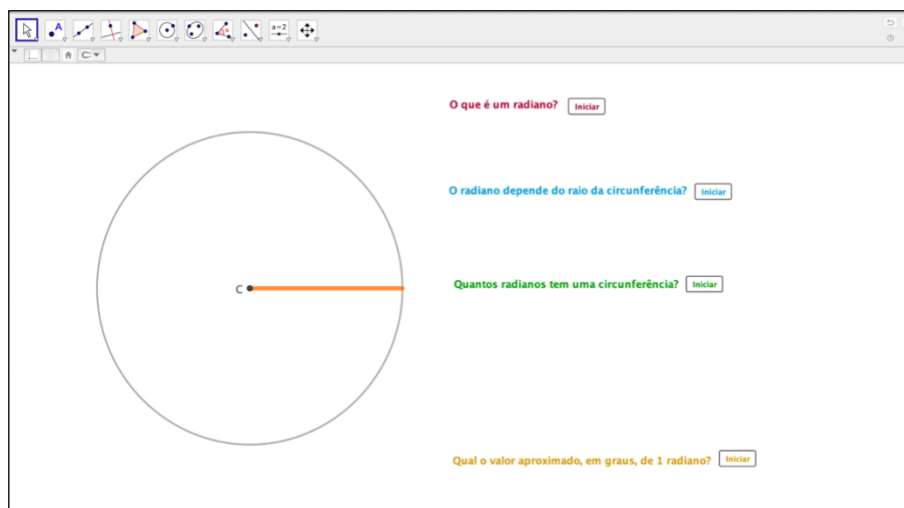 A
a=2
O que é um radiano? Iniciar
O radiano depende do raio da circunferência? Iniciar
C
Quantos radianos tem uma circunferência? Iniciar
Qual o valor aproximado, em graus, de 1 radiano? Iniciar